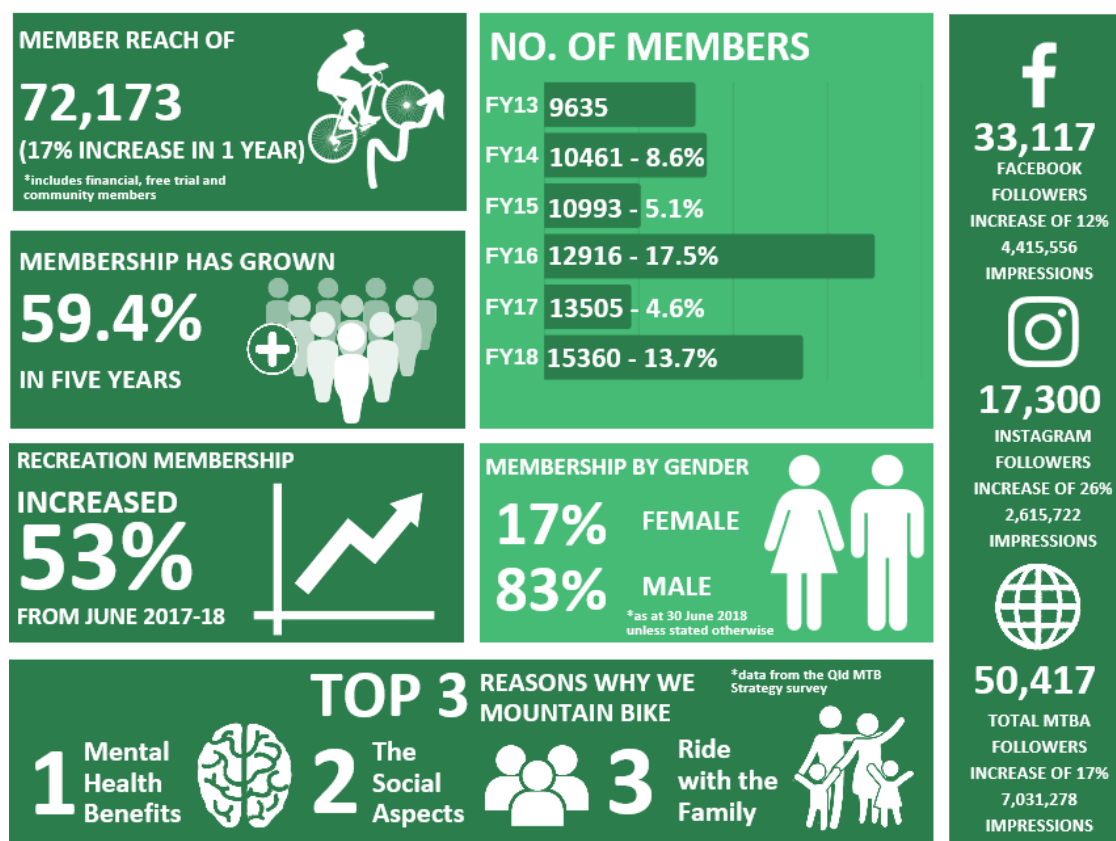 MEMBER REACH OF
72,173
(17% INCREASE IN 1 YEAR)
*includes financial, free trial and
community members
MEMBERSHIP HAS GROWN
59.4%
IN FIVE YEARS
RECREATION MEMBERSHIP
INCREASED
53%
FROM JUNE 2017-18
NO. OF MEMBERS
FY13 9635
FY14 10461 - 8.6%
FY15 10993 - 5.1%
FY16 12916 - 17.5%
FY17 13505 - 4.6%
FY18 15360 - 13.7%
MEMBERSHIP BY GENDER
17% FEMALE
83% MALE
*as at 30 June 2018
unless stated otherwise
TOP 3 REASONS WHY WE
MOUNTAIN BIKE
*data from the Qld MTB
Strategy survey
1 Mental
Health
Benefits
2 The
Social
Aspects
3 Ride
with the
Family
f
33,117
FACEBOOK
FOLLOWERS
INCREASE OF 12%
4,415,556
IMPRESSIONS
17,300
INSTAGRAM
FOLLOWERS
INCREASE OF 26%
2,615,722
IMPRESSIONS
50,417
TOTAL MTBA
FOLLOWERS
INCREASE OF 17%
7,031,278
IMPRESSIONS